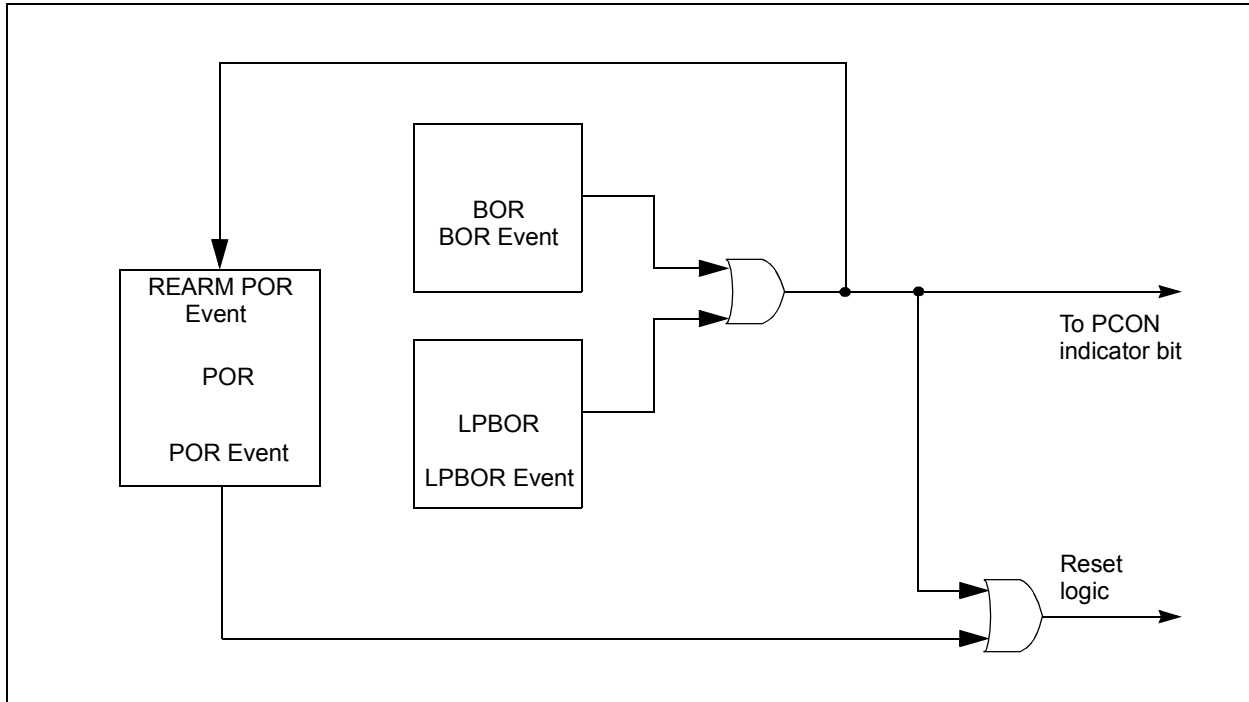 BOR
BOR Event
REARM POR
Event
POR
POR Event
LPBOR
LPBOR Event
To PCON
indicator bit
Reset
logic